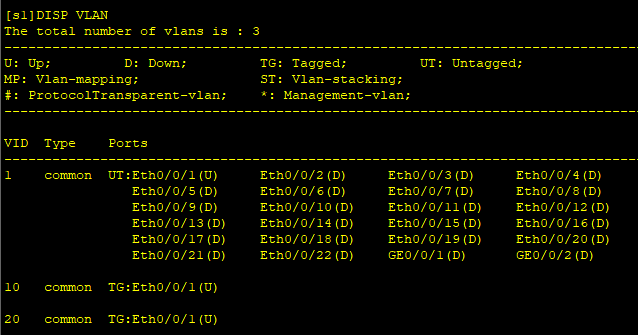 [s1]DISP VLAN
The total number of vlans is : 3
--------------------------------------------------------------------------------
U: Up;         D: Down;         TG: Tagged;         UT: Untagged;
MP: Vlan-mapping;               ST: Vlan-stacking;
#: ProtocolTransparent-vlan;    *: Management-vlan;
--------------------------------------------------------------------------------
VID  Type    Ports
--------------------------------------------------------------------------------
1    common  UT:Eth0/0/1(U)      Eth0/0/2(D)     Eth0/0/3(D)     Eth0/0/4(D)
                Eth0/0/5(D)      Eth0/0/6(D)     Eth0/0/7(D)     Eth0/0/8(D)
                Eth0/0/9(D)      Eth0/0/10(D)    Eth0/0/11(D)    Eth0/0/12(D)
                Eth0/0/13(D)     Eth0/0/14(D)    Eth0/0/15(D)    Eth0/0/16(D)
                Eth0/0/17(D)     Eth0/0/18(D)    Eth0/0/19(D)    Eth0/0/20(D)
                Eth0/0/21(D)     Eth0/0/22(D)    GE0/0/1(D)      GE0/0/2(D)
10   common  TG:Eth0/0/1(U)
20   common  TG:Eth0/0/1(U)